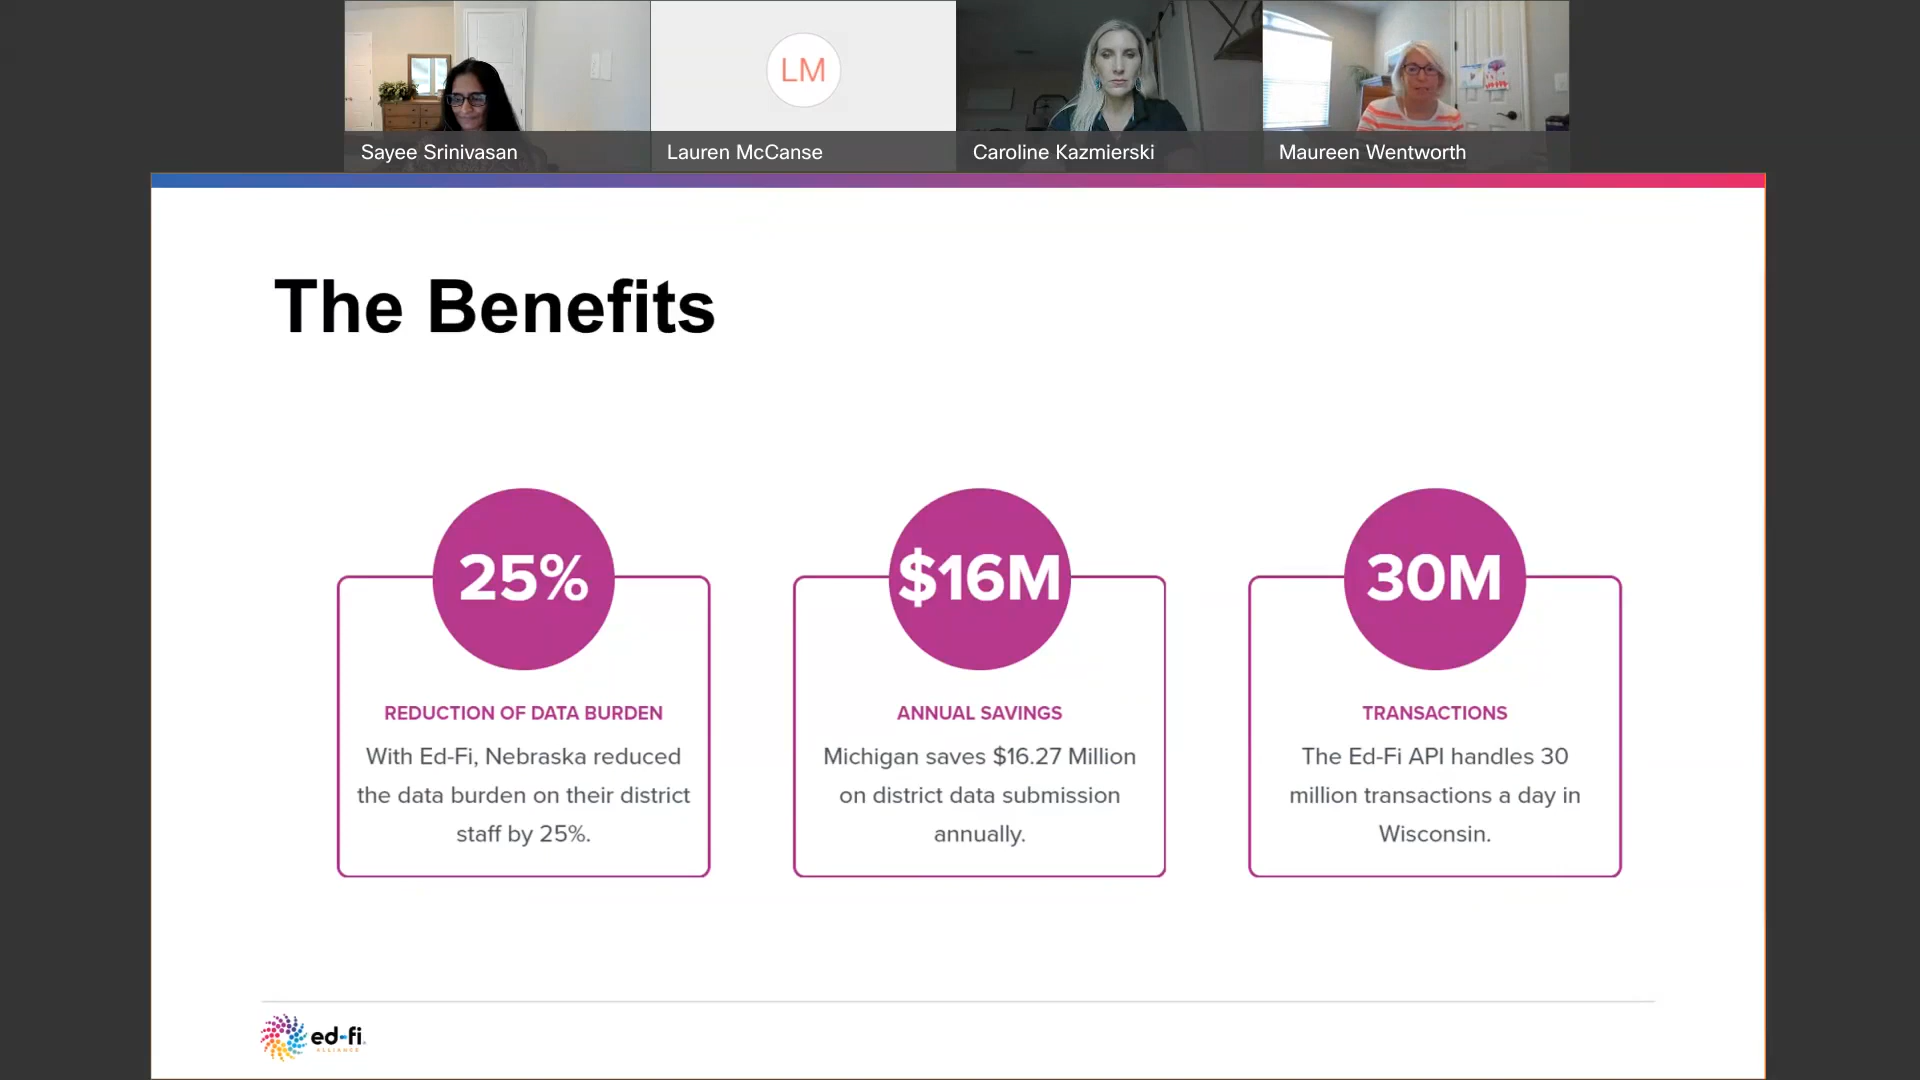 LM
Sayee Srinivasan
Lauren McCanse
Caroline Kazmierski
Maureen Wentworth
The Benefits
25%
REDUCTION OF DATA BURDEN
With Ed-Fi, Nebraska reduced
the data burden on their district
staff by 25%.
$16M
ANNUAL SAVINGS
Michigan saves $16.27 Million
on district data submission
annually.
30M
TRANSACTIONS
The Ed-Fi API handles 30
million transactions a day in
Wisconsin.
ed-fi
ALLIANCE